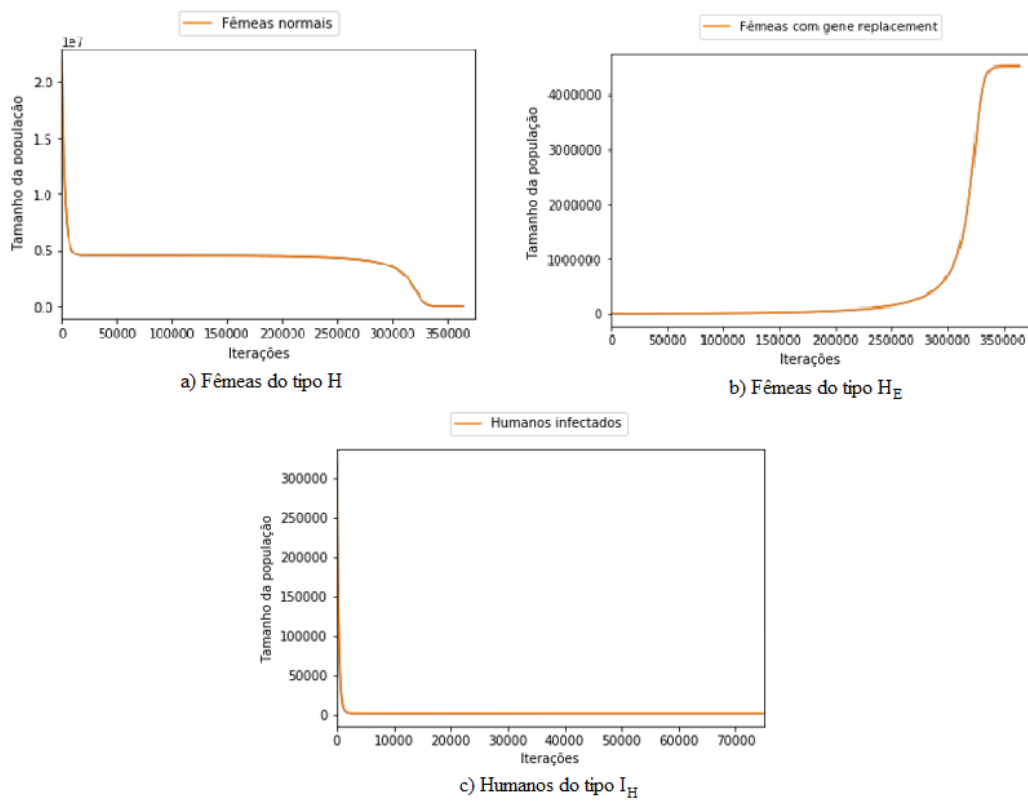 Fêmeas normais
1e7
Tamanho da população
2.0
1.5
1.0
0.5
0.0
0 50000 100000 150000 200000 250000 300000 350000
Iterações
a) Fêmeas do tipo H
Fêmeas com gene replacement
Tamanho da população
4000000
3000000
2000000
1000000
0
0 50000 100000 150000 200000 250000 300000 350000
Iterações
b) Fêmeas do tipo H_E
Humanos infectados
Tamanho da população
300000
250000
200000
150000
100000
50000
0
0 10000 20000 30000 40000 50000 60000 70000
Iterações
c) Humanos do tipo I_H